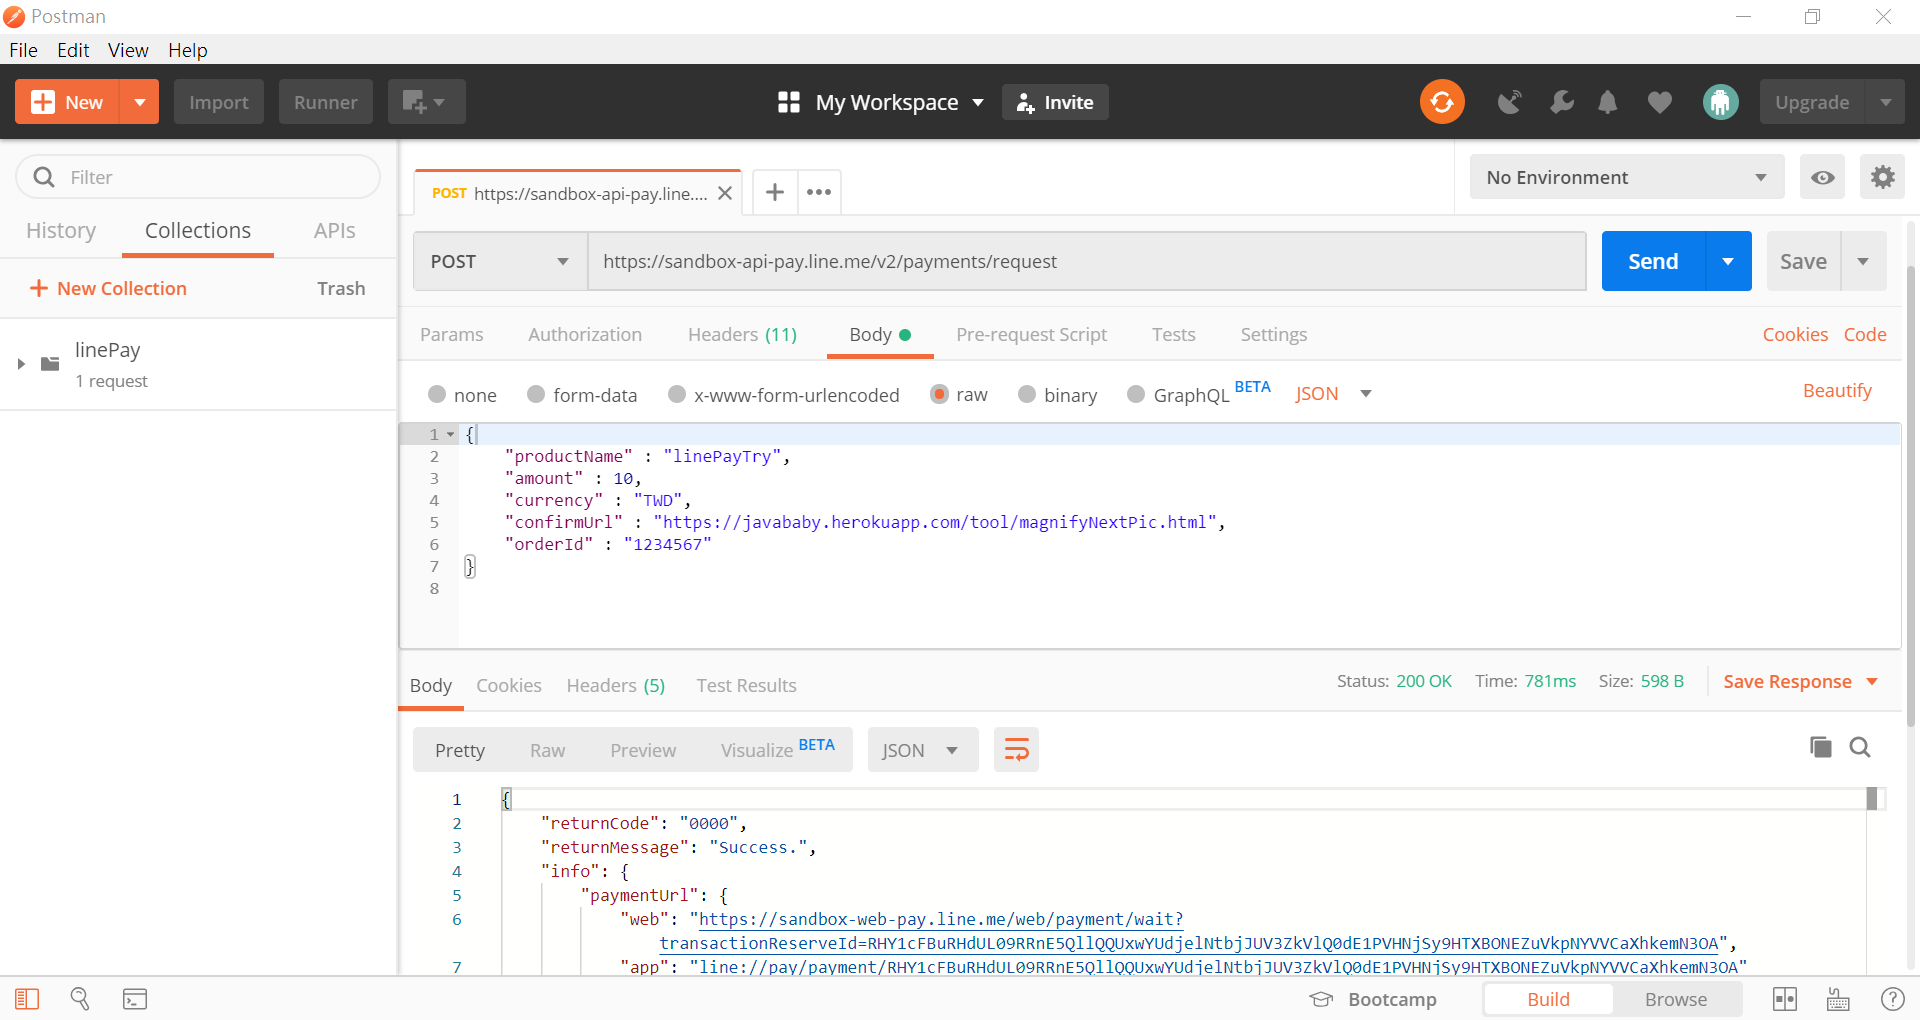 Postman
File Edit View Help
New Import Runner My Workspace Invite Upgrade
Filter
History Collections APIs
New Collection Trash
linePay
1 request
POST https://sandbox-api-pay.line.... No Environment
POST https://sandbox-api-pay.line.me/v2/payments/request Send Save
Params Authorization Headers (11) Body Pre-request Script Tests Settings Cookies Code
none form-data x-www-form-urlencoded raw binary GraphQL BETA JSON Beautify
1 {
2 "productName" : "linePayTry",
3 "amount" : 10,
4 "currency" : "TWD",
5 "confirmUrl" : "https://javababy.herokuapp.com/tool/magnifyNextPic.html",
6 "orderId" : "1234567"
7 }
8
Body Cookies Headers (5) Test Results Status: 200 OK Time: 781ms Size: 598 B Save Response
Pretty Raw Preview Visualize BETA JSON
1 {
2 "returnCode": "0000",
3 "returnMessage": "Success.",
4 "info": {
5 "paymentUrl": {
6 "web": "https://sandbox-web-pay.line.me/web/payment/wait?
transactionReserveId=RHY1cFBuRHdUL09RRnE5QllQQUxwYUdjelNtbjJUV3ZkVlQ0dE1PVHNjSy9HTXBONEZuVkpNYVVCaXhkemN3OA",
7 "app": "line://pay/payment/RHY1cFBuRHdUL09RRnE5QllQQUxwYUdjelNtbjJUV3ZkVlQ0dE1PVHNjSy9HTXBONEZuVkpNYVVCaXhkemN3OA"
Bootcamp Build Browse